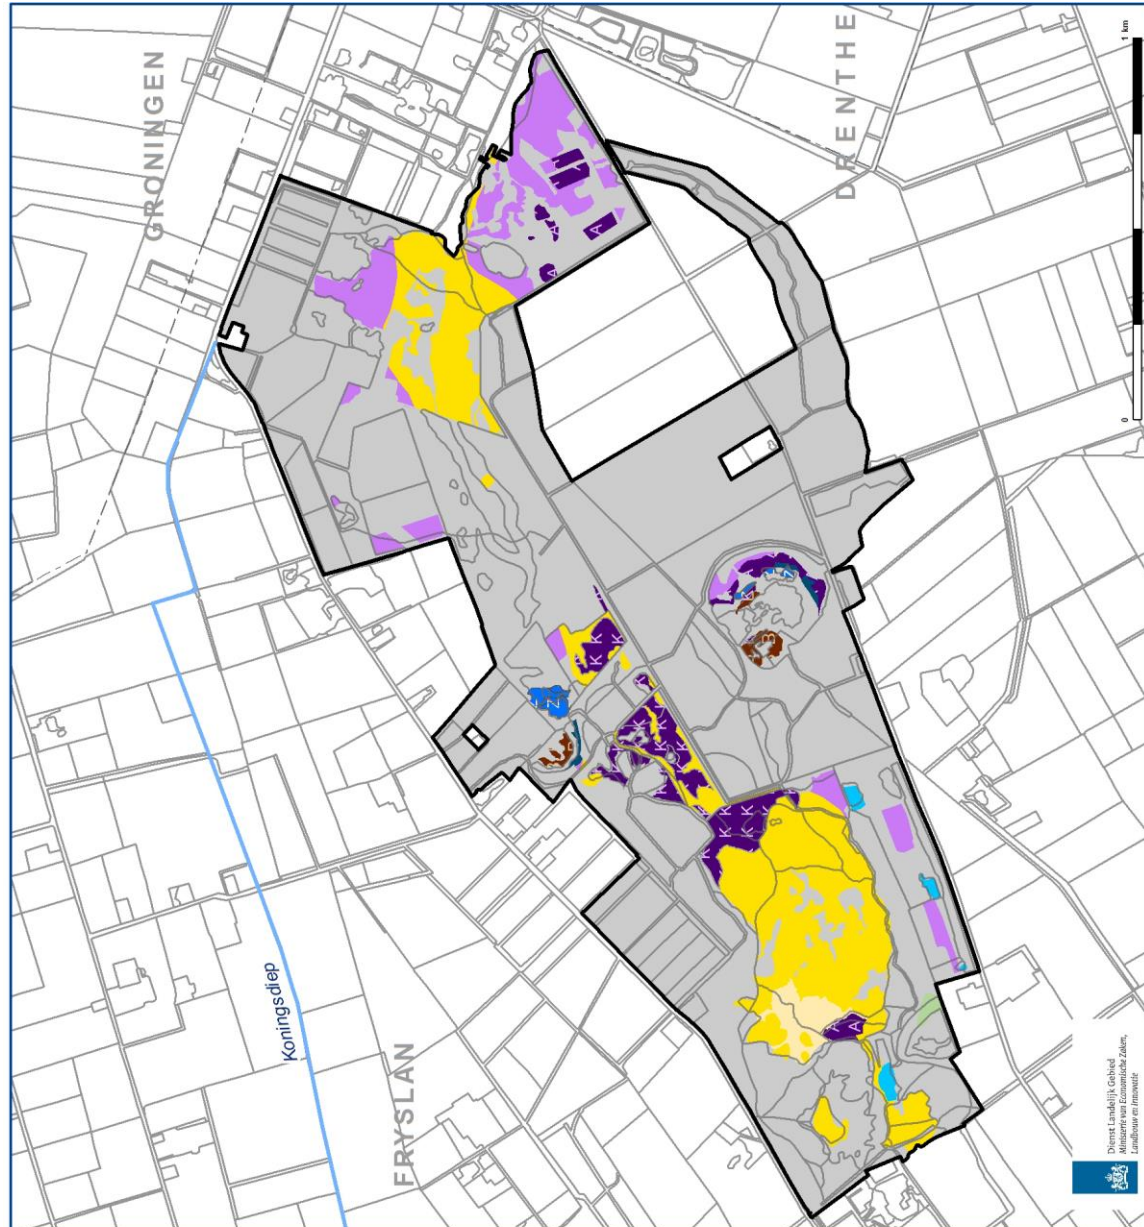 GRONINGEN
DRENTHE
FRYSLAN
Koningsdiep
0
1 km
A
A
A
A
A
K
K
K
K
K
K
K
K
K
K
K
K
K
K
Z
Z
B
A
A
Dienst Landelijk Gebied
Ministerie van Economische Zaken,
Landbouw en Innovatie